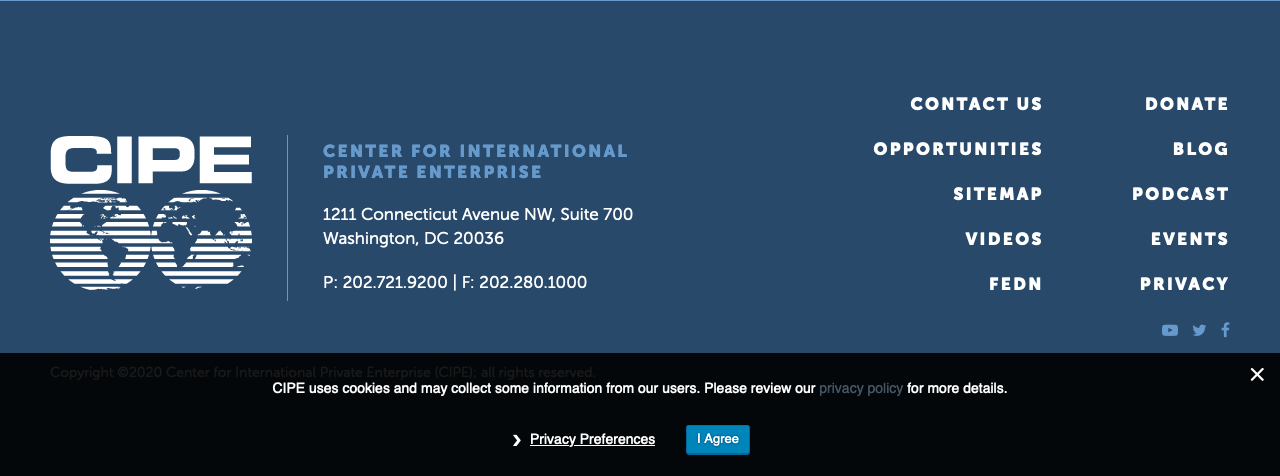 CIPE
CENTER FOR INTERNATIONAL
PRIVATE ENTERPRISE
1211 Connecticut Avenue NW, Suite 700
Washington, DC 20036
P: 202.721.9200 | F: 202.280.1000
CONTACT US
OPPORTUNITIES
SITEMAP
VIDEOS
FEDN
DONATE
BLOG
PODCAST
EVENTS
PRIVACY
Copyright ©2020 Center for International Private Enterprise (CIPE); all rights reserved.
CIPE uses cookies and may collect some information from our users. Please review our privacy policy for more details.
Privacy Preferences
I Agree